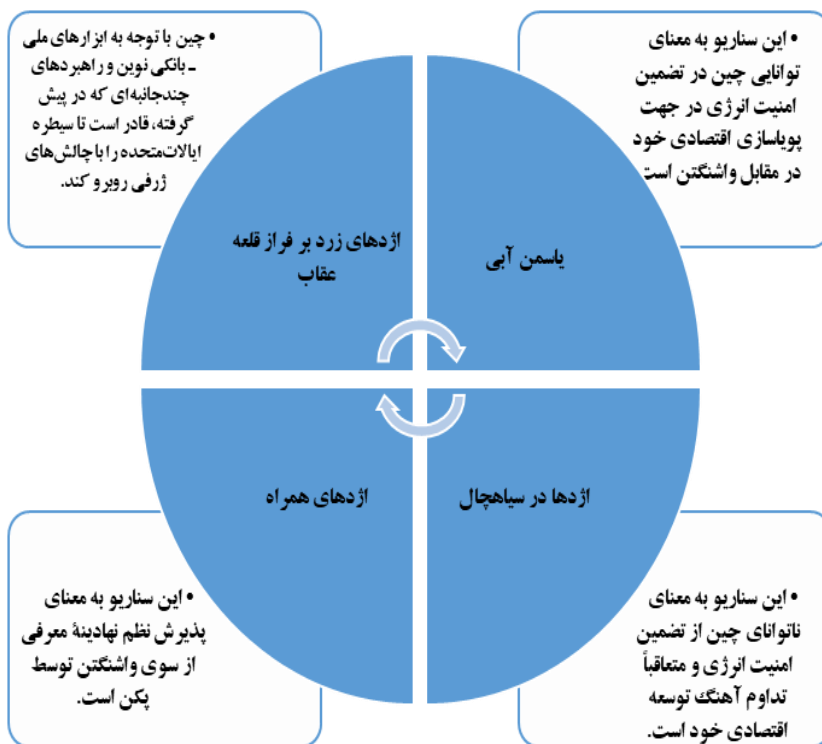 • این سناریو به معنای
توانایی چین در تضمین
امنیت انرژی در جهت
پویاسازی اقتصادی خود
در مقابل واشنگتن است.
• چین با توجه به ابزارهای ملی
ـ بانکی نوین و راهبردهای
چندجانبه‌ای که در پیش
گرفته، قادر است تا سیطره
ایالات‌متحده را با چالش‌های
ژرفی روبرو کند.
یاسمن آبی
اژدهای زرد بر فراز قلعه
عقاب
اژدها در سیاهچال
اژدهای همراه
• این سناریو به معنای
ناتوانای چین از تضمین
امنیت انرژی و متعاقباً
تداوم آهنگ توسعه
اقتصادی خود است.
• این سناریو به معنای
پذیرش نظم نهادینهٔ معرفی
از سوی واشنگتن توسط
پکن است.